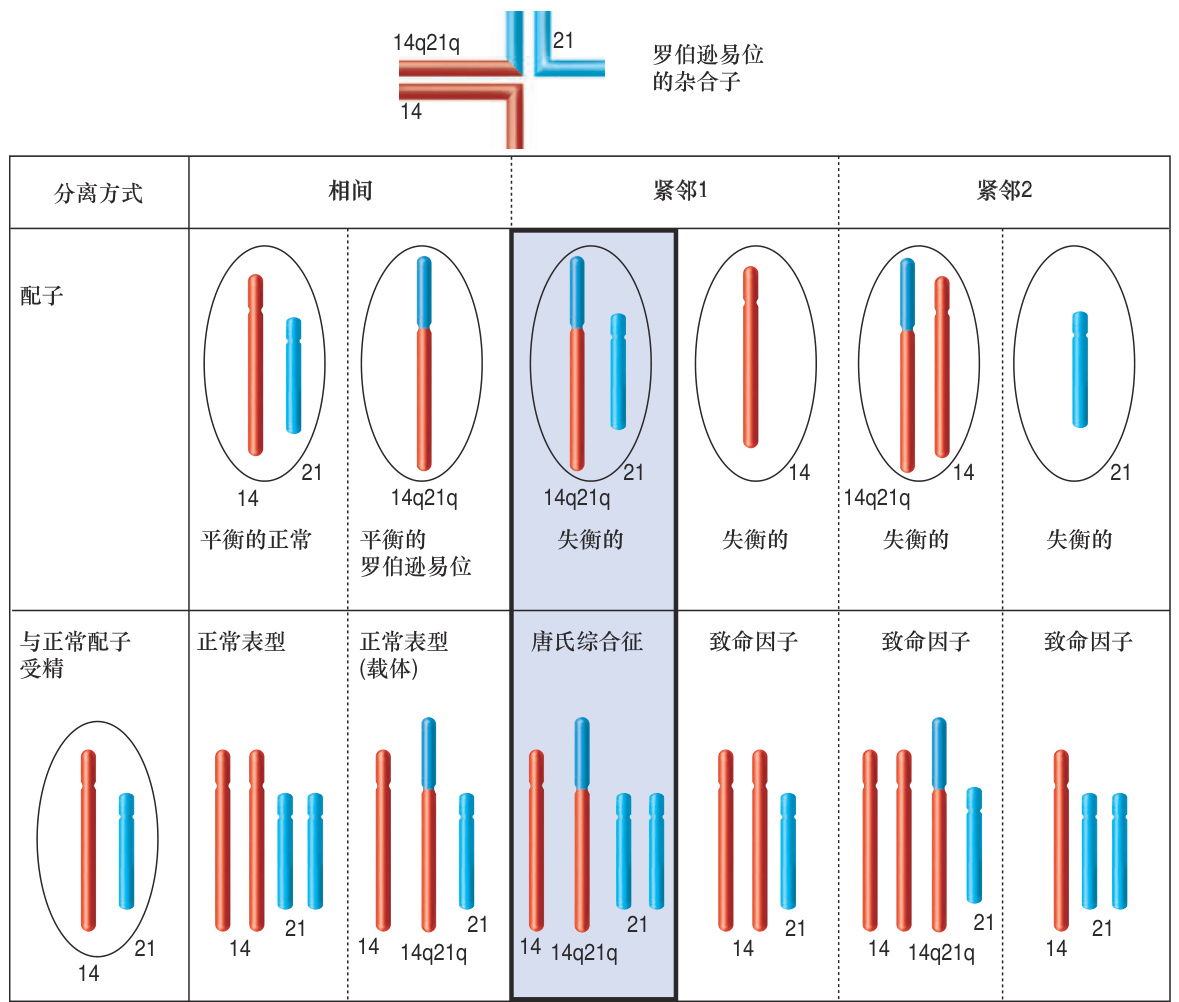 14q21q
21
罗伯逊易位
的杂合子
14
分离方式
相间
紧邻1
紧邻2
配子
14
21
平衡的正常
14q21q
平衡的
罗伯逊易位
14q21q
21
失衡的
14
失衡的
14q21q
14
失衡的
21
失衡的
与正常配子
受精
14
21
正常表型
14
21
正常表型
(载体)
14
14q21q
21
唐氏综合征
14
14q21q
21
致命因子
14
21
致命因子
14
14q21q
21
致命因子
14
21